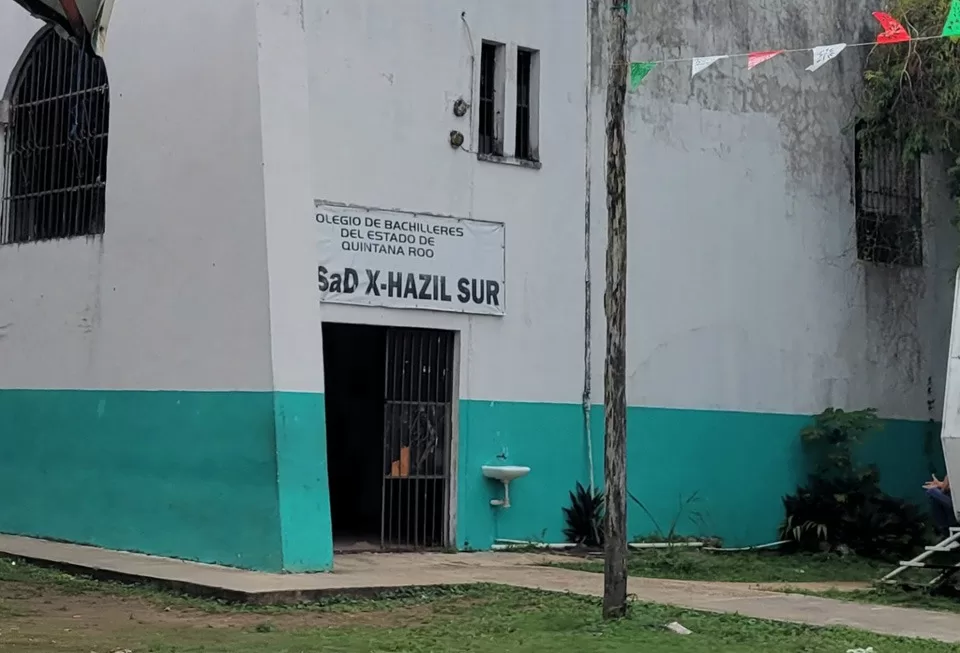 OLEGIO DE BACHILLERES
DEL ESTADO DE
QUINTANA ROO
SaD X-HAZIL SUR